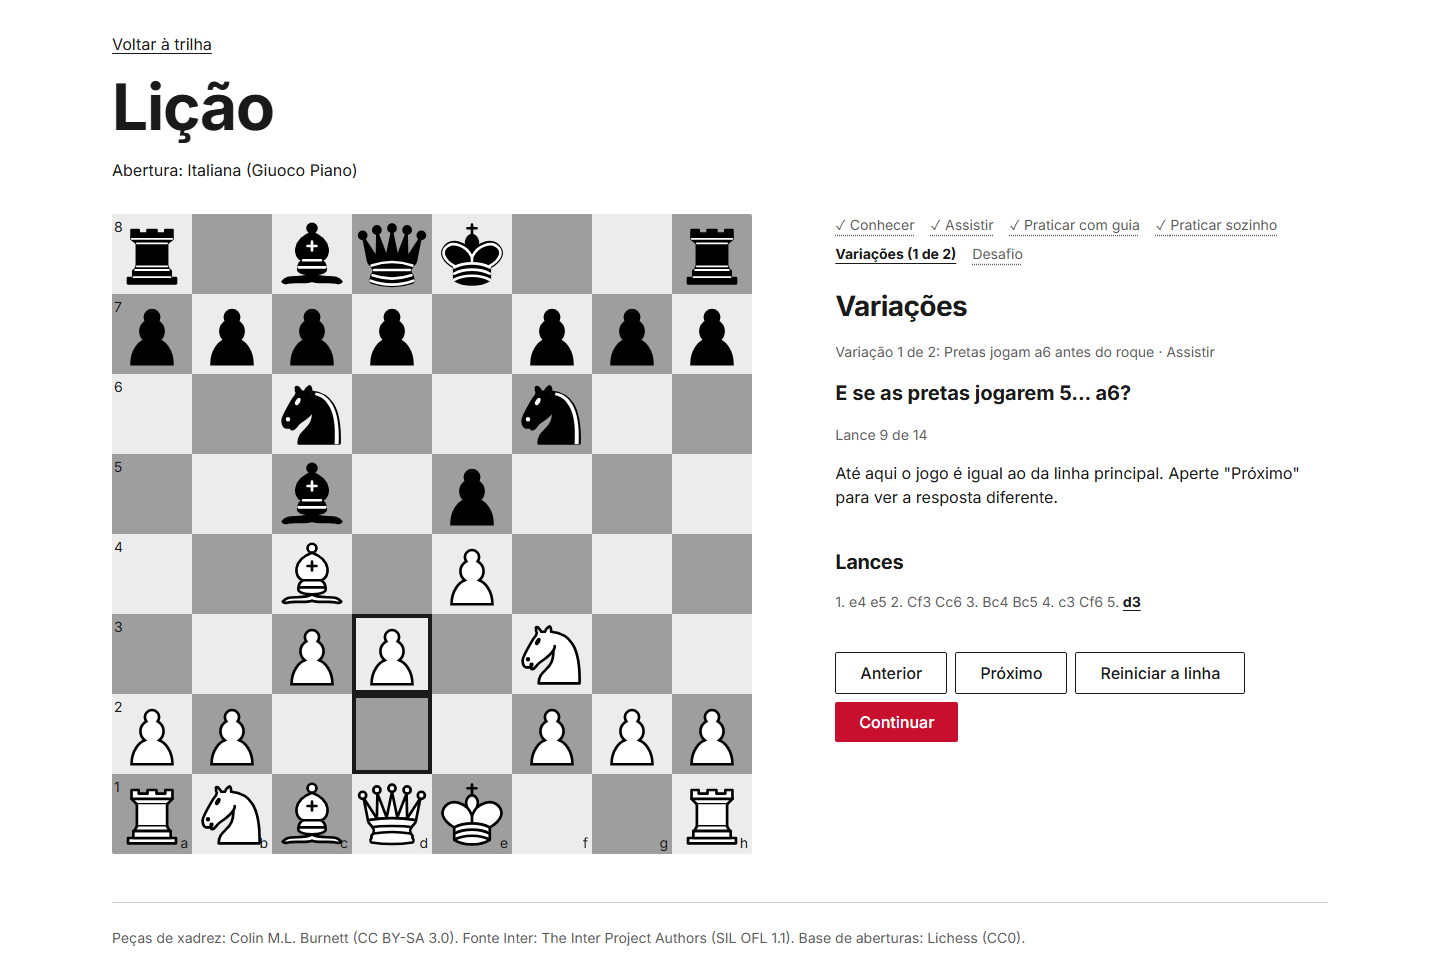 Voltar à trilha
Lição
Abertura: Italiana (Giuoco Piano)
8
7
6
5
4
3
2
1
a b c d e f g h
✓ Conhecer ✓ Assistir ✓ Praticar com guia ✓ Praticar sozinho
Variações (1 de 2) Desafio
Variações
Variação 1 de 2: Pretas jogam a6 antes do roque · Assistir
E se as pretas jogarem 5... a6?
Lance 9 de 14
Até aqui o jogo é igual ao da linha principal. Aperte "Próximo"
para ver a resposta diferente.
Lances
1. e4 e5 2. Cf3 Cc6 3. Bc4 Bc5 4. c3 Cf6 5. d3
Anterior Próximo Reiniciar a linha
Continuar
Peças de xadrez: Colin M.L. Burnett (CC BY-SA 3.0). Fonte Inter: The Inter Project Authors (SIL OFL 1.1). Base de aberturas: Lichess (CC0).